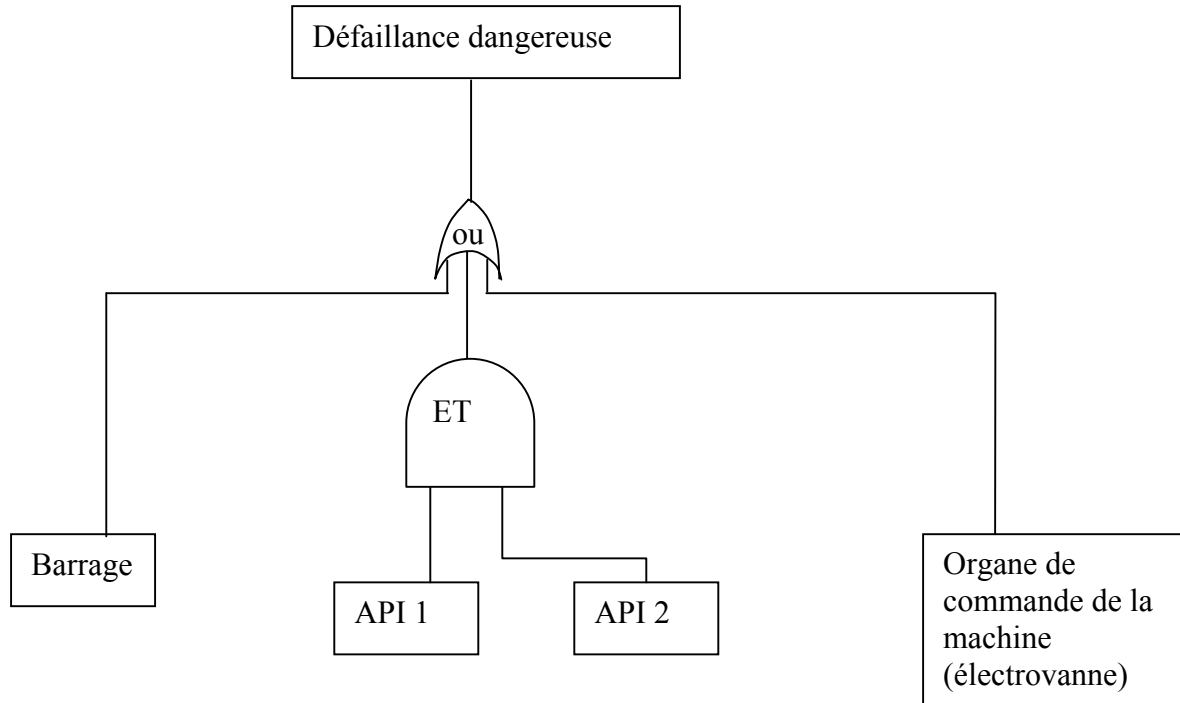 Défaillance dangereuse
ou
ET
Barrage
API 1
API 2
Organe de
commande de la
machine
(électrovanne)